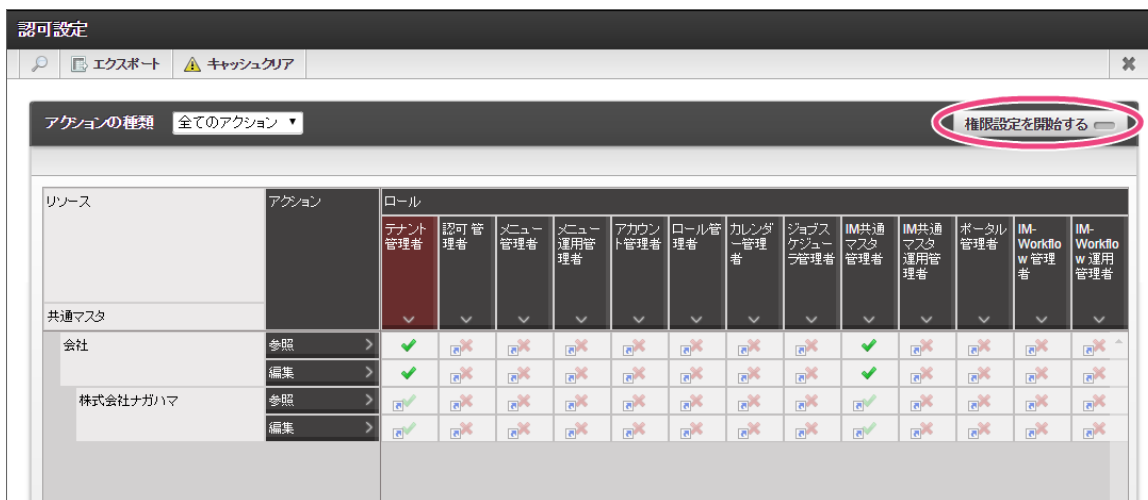 認可設定
エクスポート キャッシュクリア
アクションの種類 全てのアクション 権限設定を開始する
リソース アクション ロール
テナント管理者 認可 管理者 メニュー管理者 メニュー運用管理者 アカウント管理者 ロール管理者 カレンダー管理者 ジョブスケジューラ管理者 IM共通マスタ管理者 IM共通マスタ運用管理者 ポータル管理者 IM-Workflow 管理者 IM-Workflow 運用管理者
共通マスタ
会社 参照
編集
株式会社ナガハマ 参照
編集